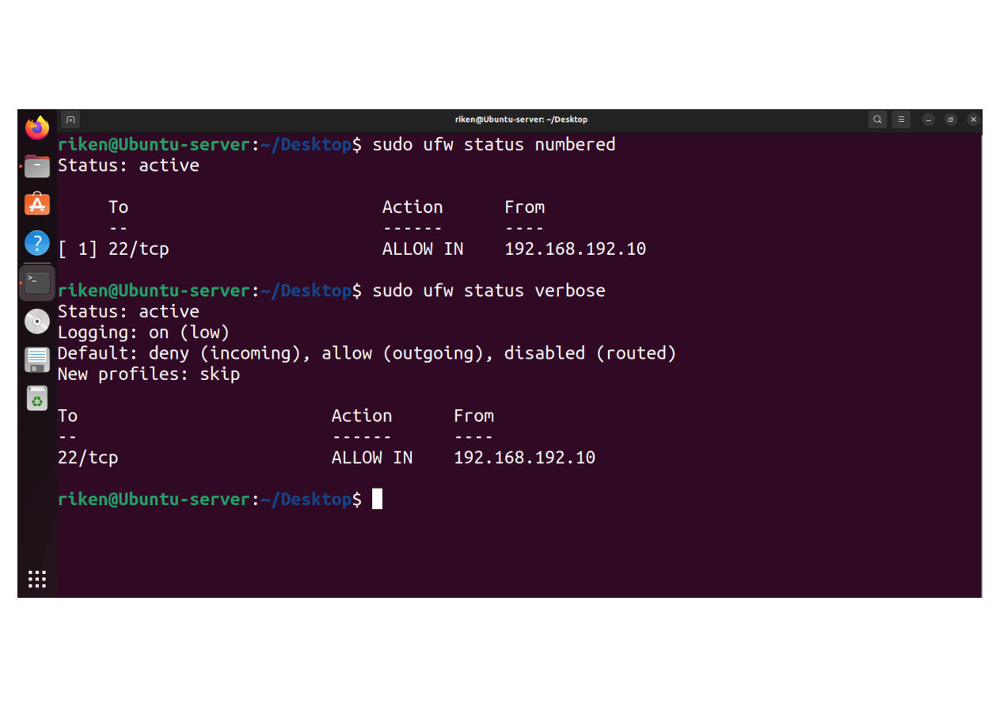 riken@Ubuntu-server: ~/Desktop
riken@Ubuntu-server:~/Desktop$ sudo ufw status numbered
Status: active
     To                         Action      From
     --                         ------      ----
[ 1] 22/tcp                     ALLOW IN    192.168.192.10
riken@Ubuntu-server:~/Desktop$ sudo ufw status verbose
Status: active
Logging: on (low)
Default: deny (incoming), allow (outgoing), disabled (routed)
New profiles: skip
To                         Action      From
--                         ------      ----
22/tcp                     ALLOW IN    192.168.192.10
riken@Ubuntu-server:~/Desktop$